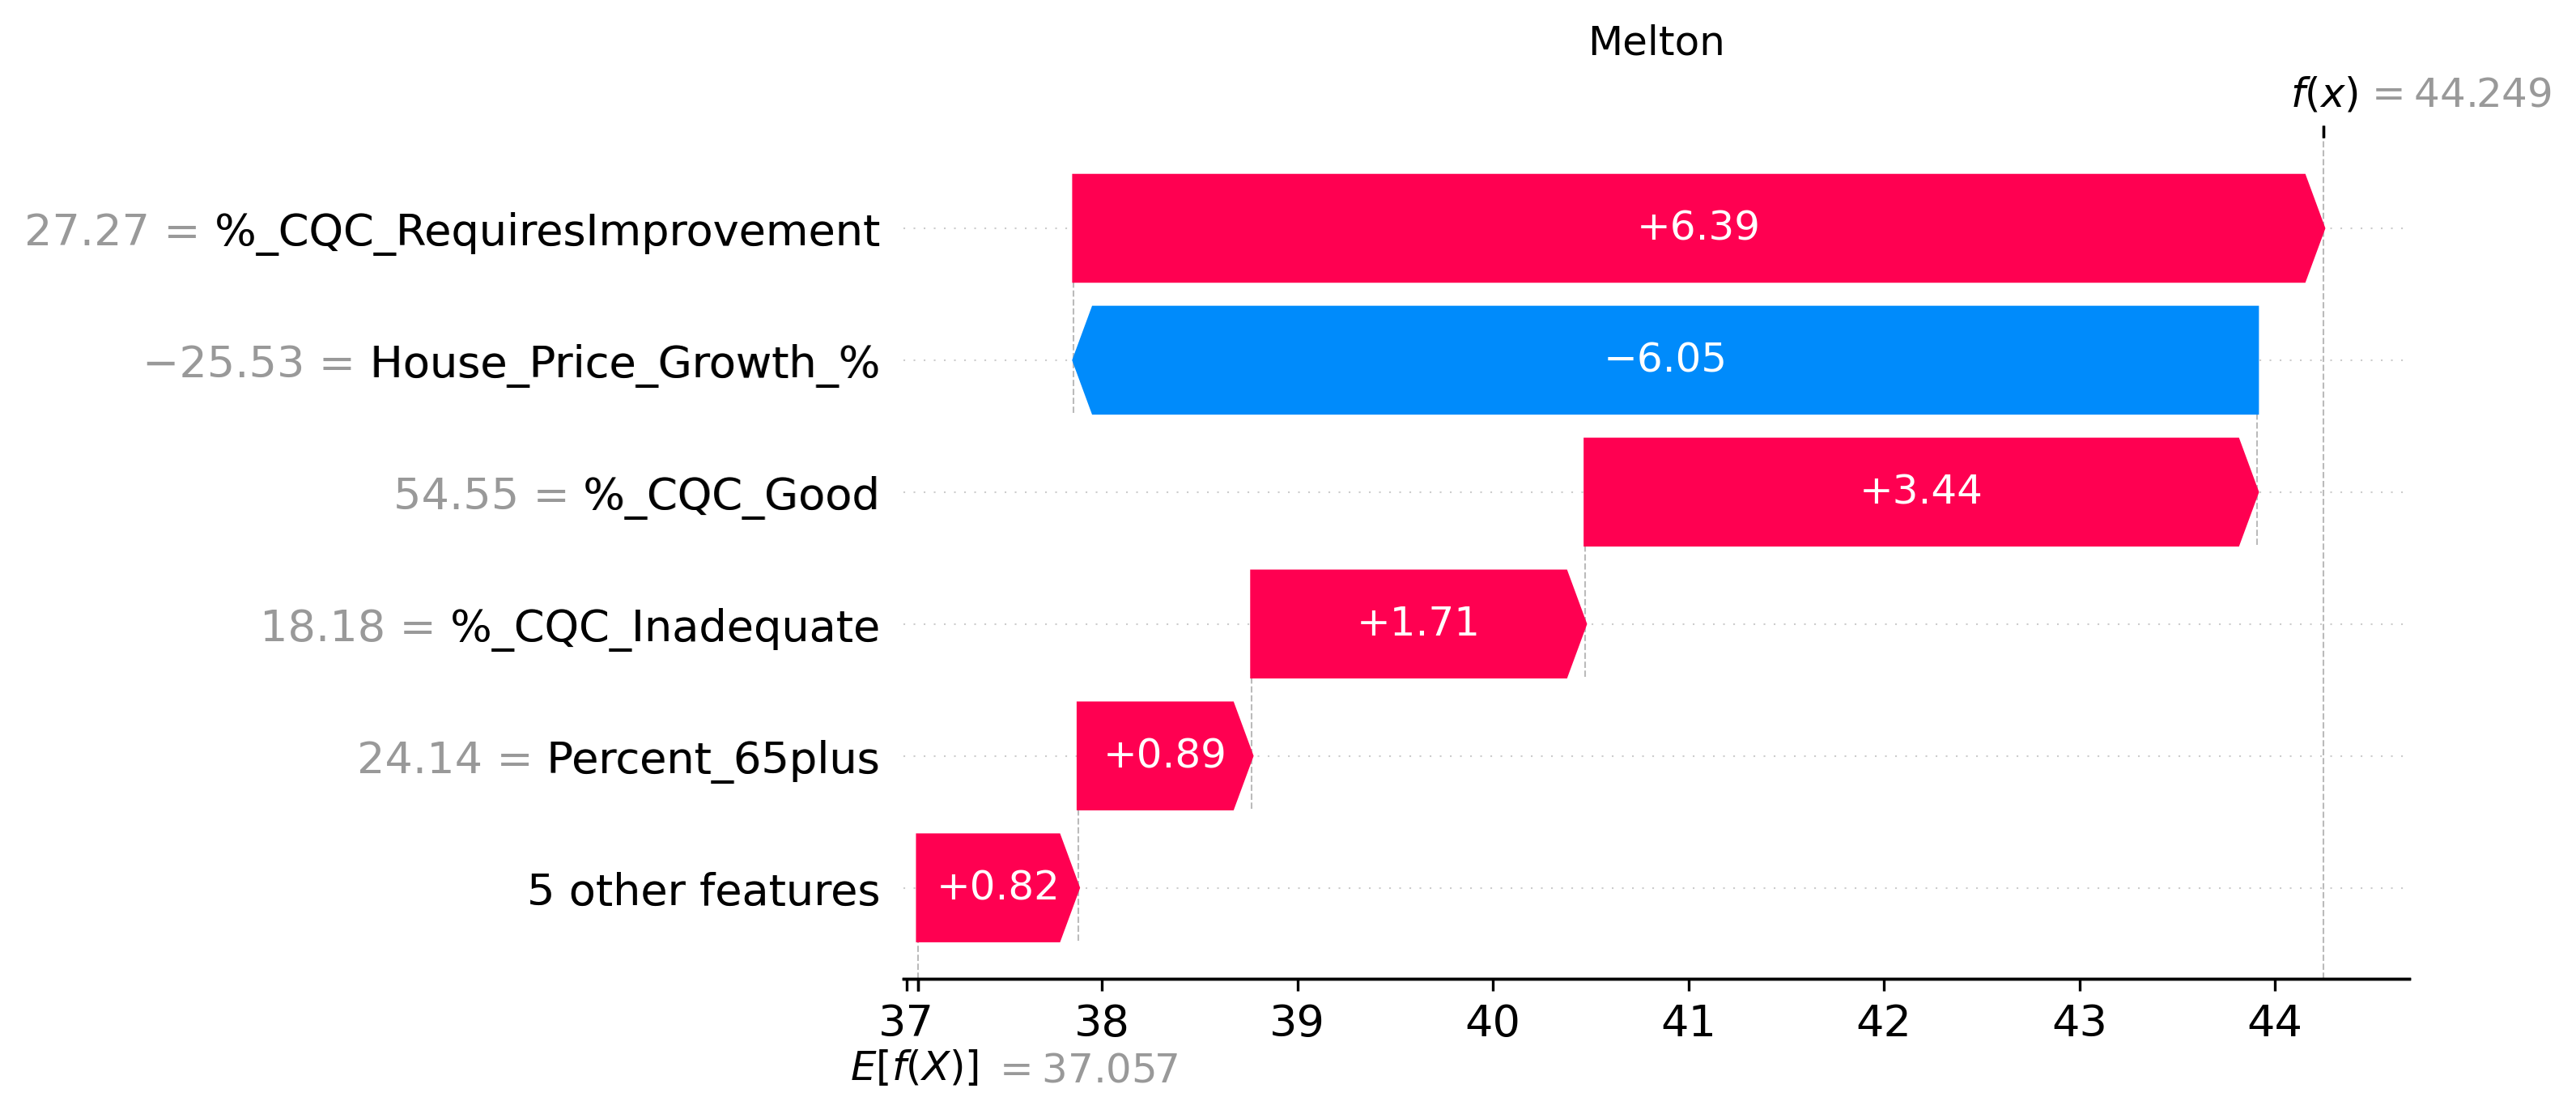 Melton
f(x) = 44.249
27.27 = %_CQC_RequiresImprovement
+6.39
−25.53 = House_Price_Growth_%
−6.05
54.55 = %_CQC_Good
+3.44
18.18 = %_CQC_Inadequate
+1.71
24.14 = Percent_65plus
+0.89
5 other features
+0.82
37 38 39 40 41 42 43 44
E[f(X)] = 37.057